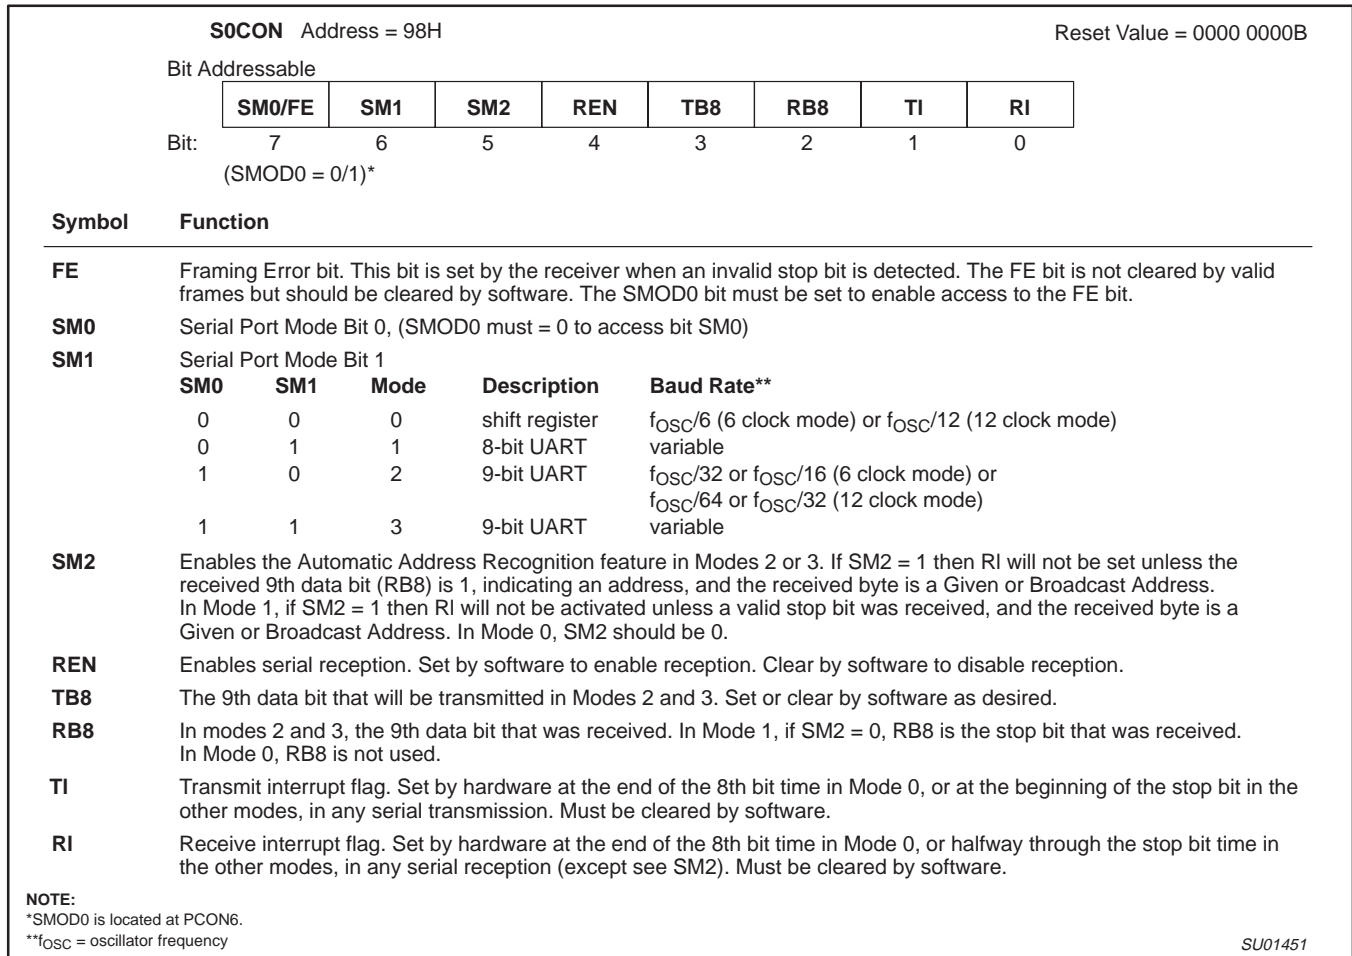 S0CON Address = 98H Reset Value = 0000 0000B
Bit Addressable
SM0/FE SM1 SM2 REN TB8 RB8 TI RI
Bit: 7 6 5 4 3 2 1 0
(SMOD0 = 0/1)*
Symbol Function
FE Framing Error bit. This bit is set by the receiver when an invalid stop bit is detected. The FE bit is not cleared by valid
frames but should be cleared by software. The SMOD0 bit must be set to enable access to the FE bit.
SM0 Serial Port Mode Bit 0, (SMOD0 must = 0 to access bit SM0)
SM1 Serial Port Mode Bit 1
SM0 SM1 Mode Description Baud Rate**
0 0 0 shift register fOSC/6 (6 clock mode) or fOSC/12 (12 clock mode)
0 1 1 8-bit UART variable
1 0 2 9-bit UART fOSC/32 or fOSC/16 (6 clock mode) or
fOSC/64 or fOSC/32 (12 clock mode)
1 1 3 9-bit UART variable
SM2 Enables the Automatic Address Recognition feature in Modes 2 or 3. If SM2 = 1 then RI will not be set unless the
received 9th data bit (RB8) is 1, indicating an address, and the received byte is a Given or Broadcast Address.
In Mode 1, if SM2 = 1 then RI will not be activated unless a valid stop bit was received, and the received byte is a
Given or Broadcast Address. In Mode 0, SM2 should be 0.
REN Enables serial reception. Set by software to enable reception. Clear by software to disable reception.
TB8 The 9th data bit that will be transmitted in Modes 2 and 3. Set or clear by software as desired.
RB8 In modes 2 and 3, the 9th data bit that was received. In Mode 1, if SM2 = 0, RB8 is the stop bit that was received.
In Mode 0, RB8 is not used.
TI Transmit interrupt flag. Set by hardware at the end of the 8th bit time in Mode 0, or at the beginning of the stop bit in the
other modes, in any serial transmission. Must be cleared by software.
RI Receive interrupt flag. Set by hardware at the end of the 8th bit time in Mode 0, or halfway through the stop bit time in
the other modes, in any serial reception (except see SM2). Must be cleared by software.
NOTE:
*SMOD0 is located at PCON6.
**fOSC = oscillator frequency SU01451